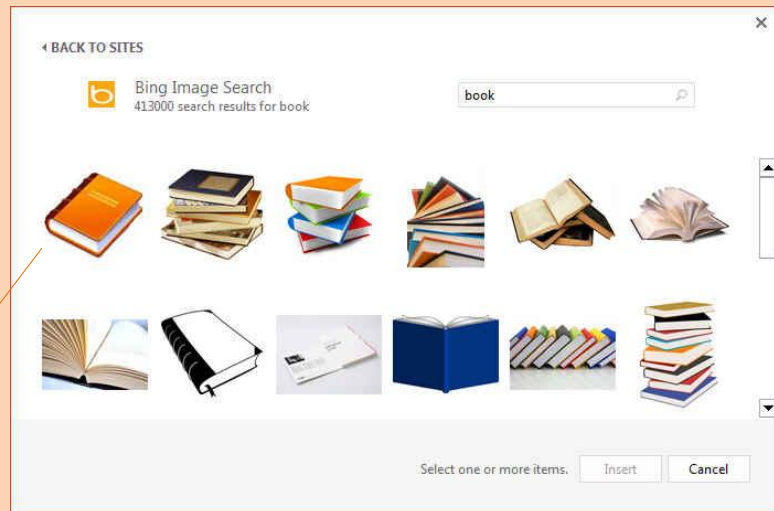 BACK TO SITES
Bing Image Search
413000 search results for book
book
Select one or more items.
Insert
Cancel